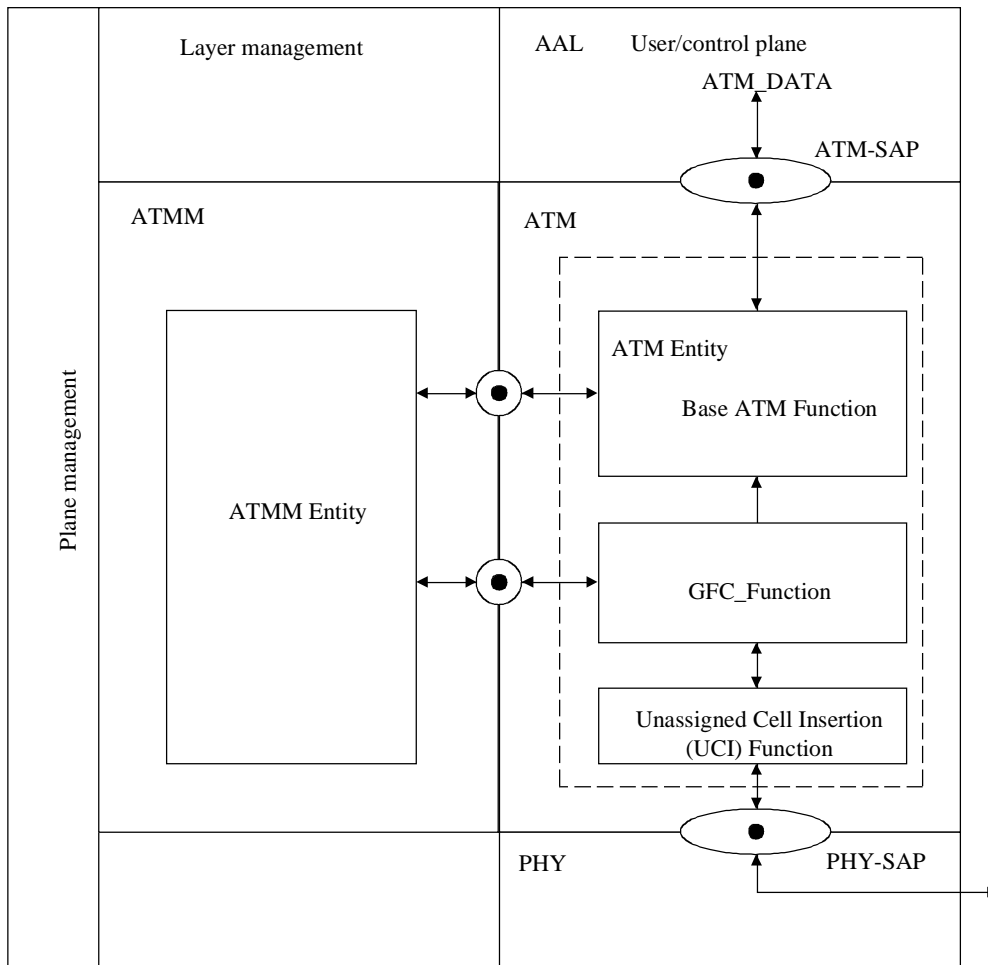 Layer management
AAL
User/control plane
ATM_DATA
ATM-SAP
ATMM
ATM
ATM Entity
Base ATM Function
Plane management
ATMM Entity
GFC_Function
Unassigned Cell Insertion
(UCI) Function
PHY
PHY-SAP